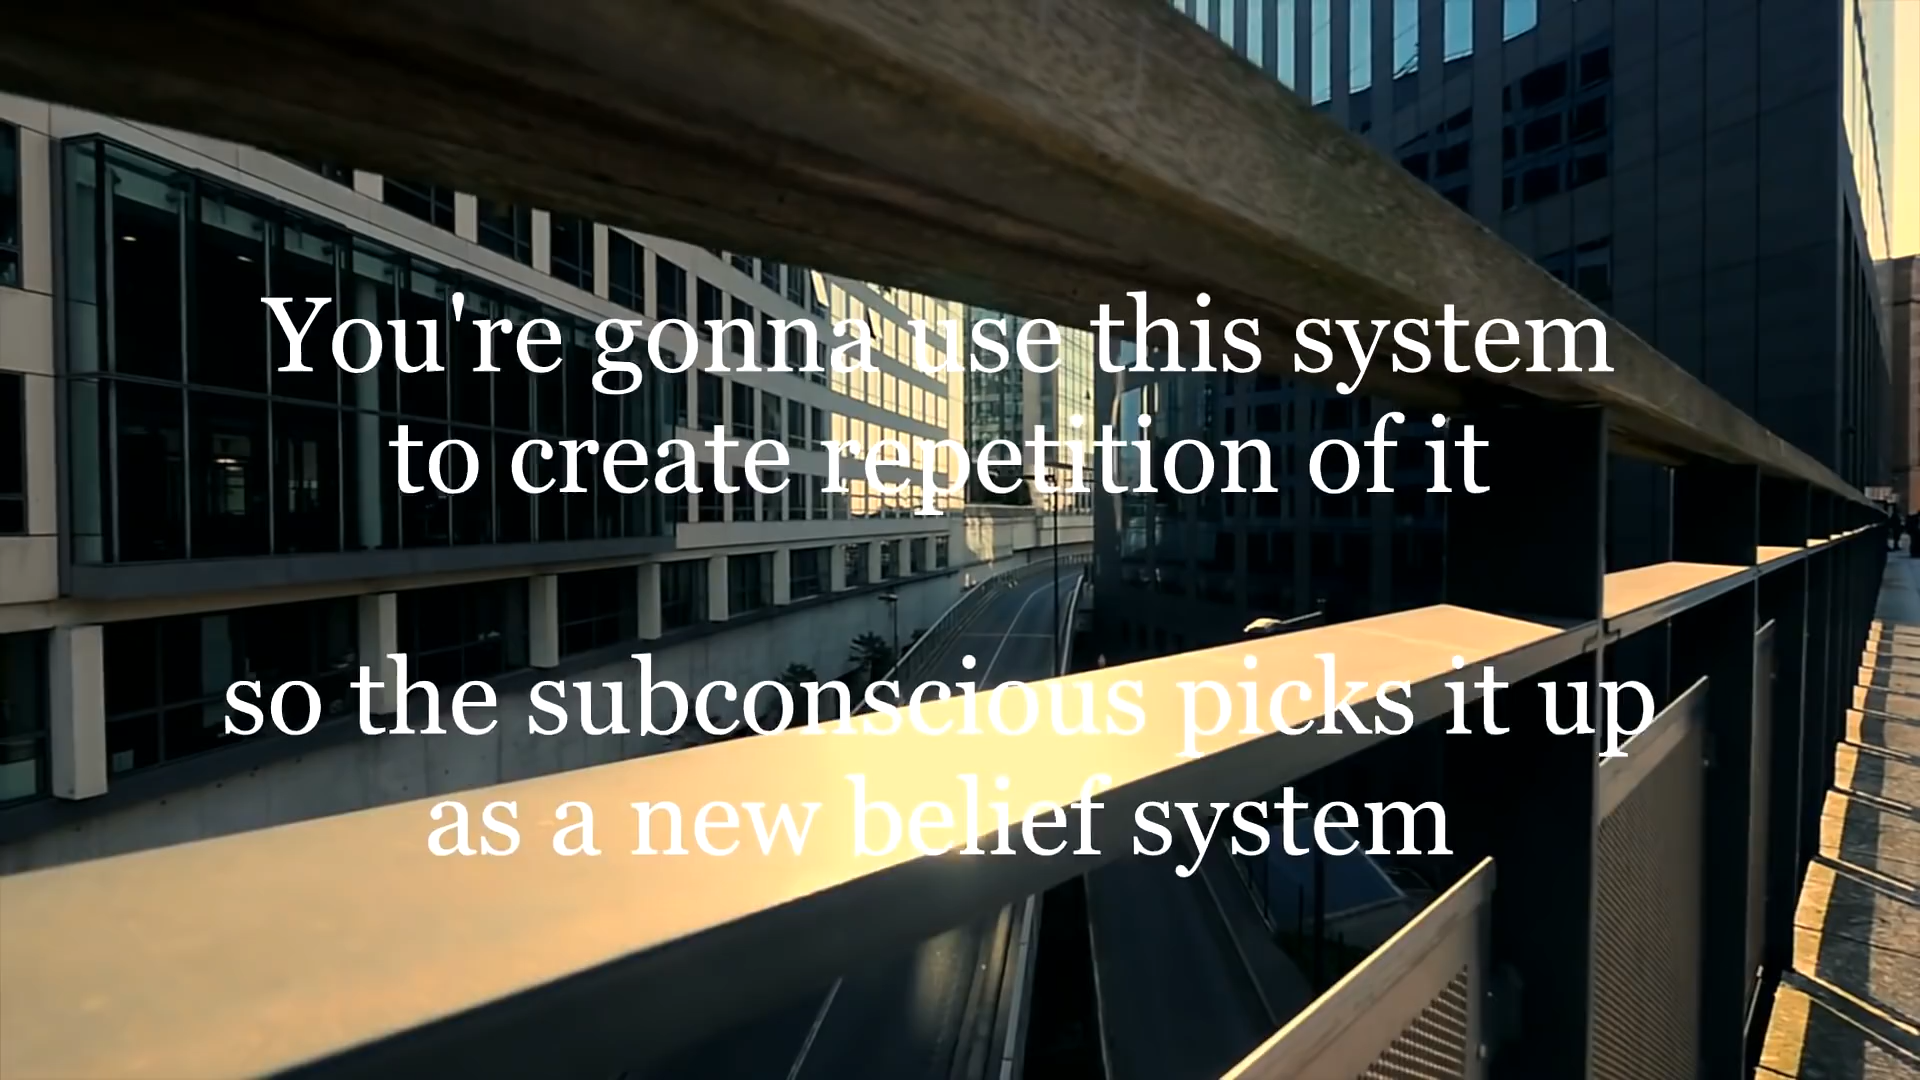 You're gonna use this system
to create repetition of it
so the subconscious picks it up
as a new belief system